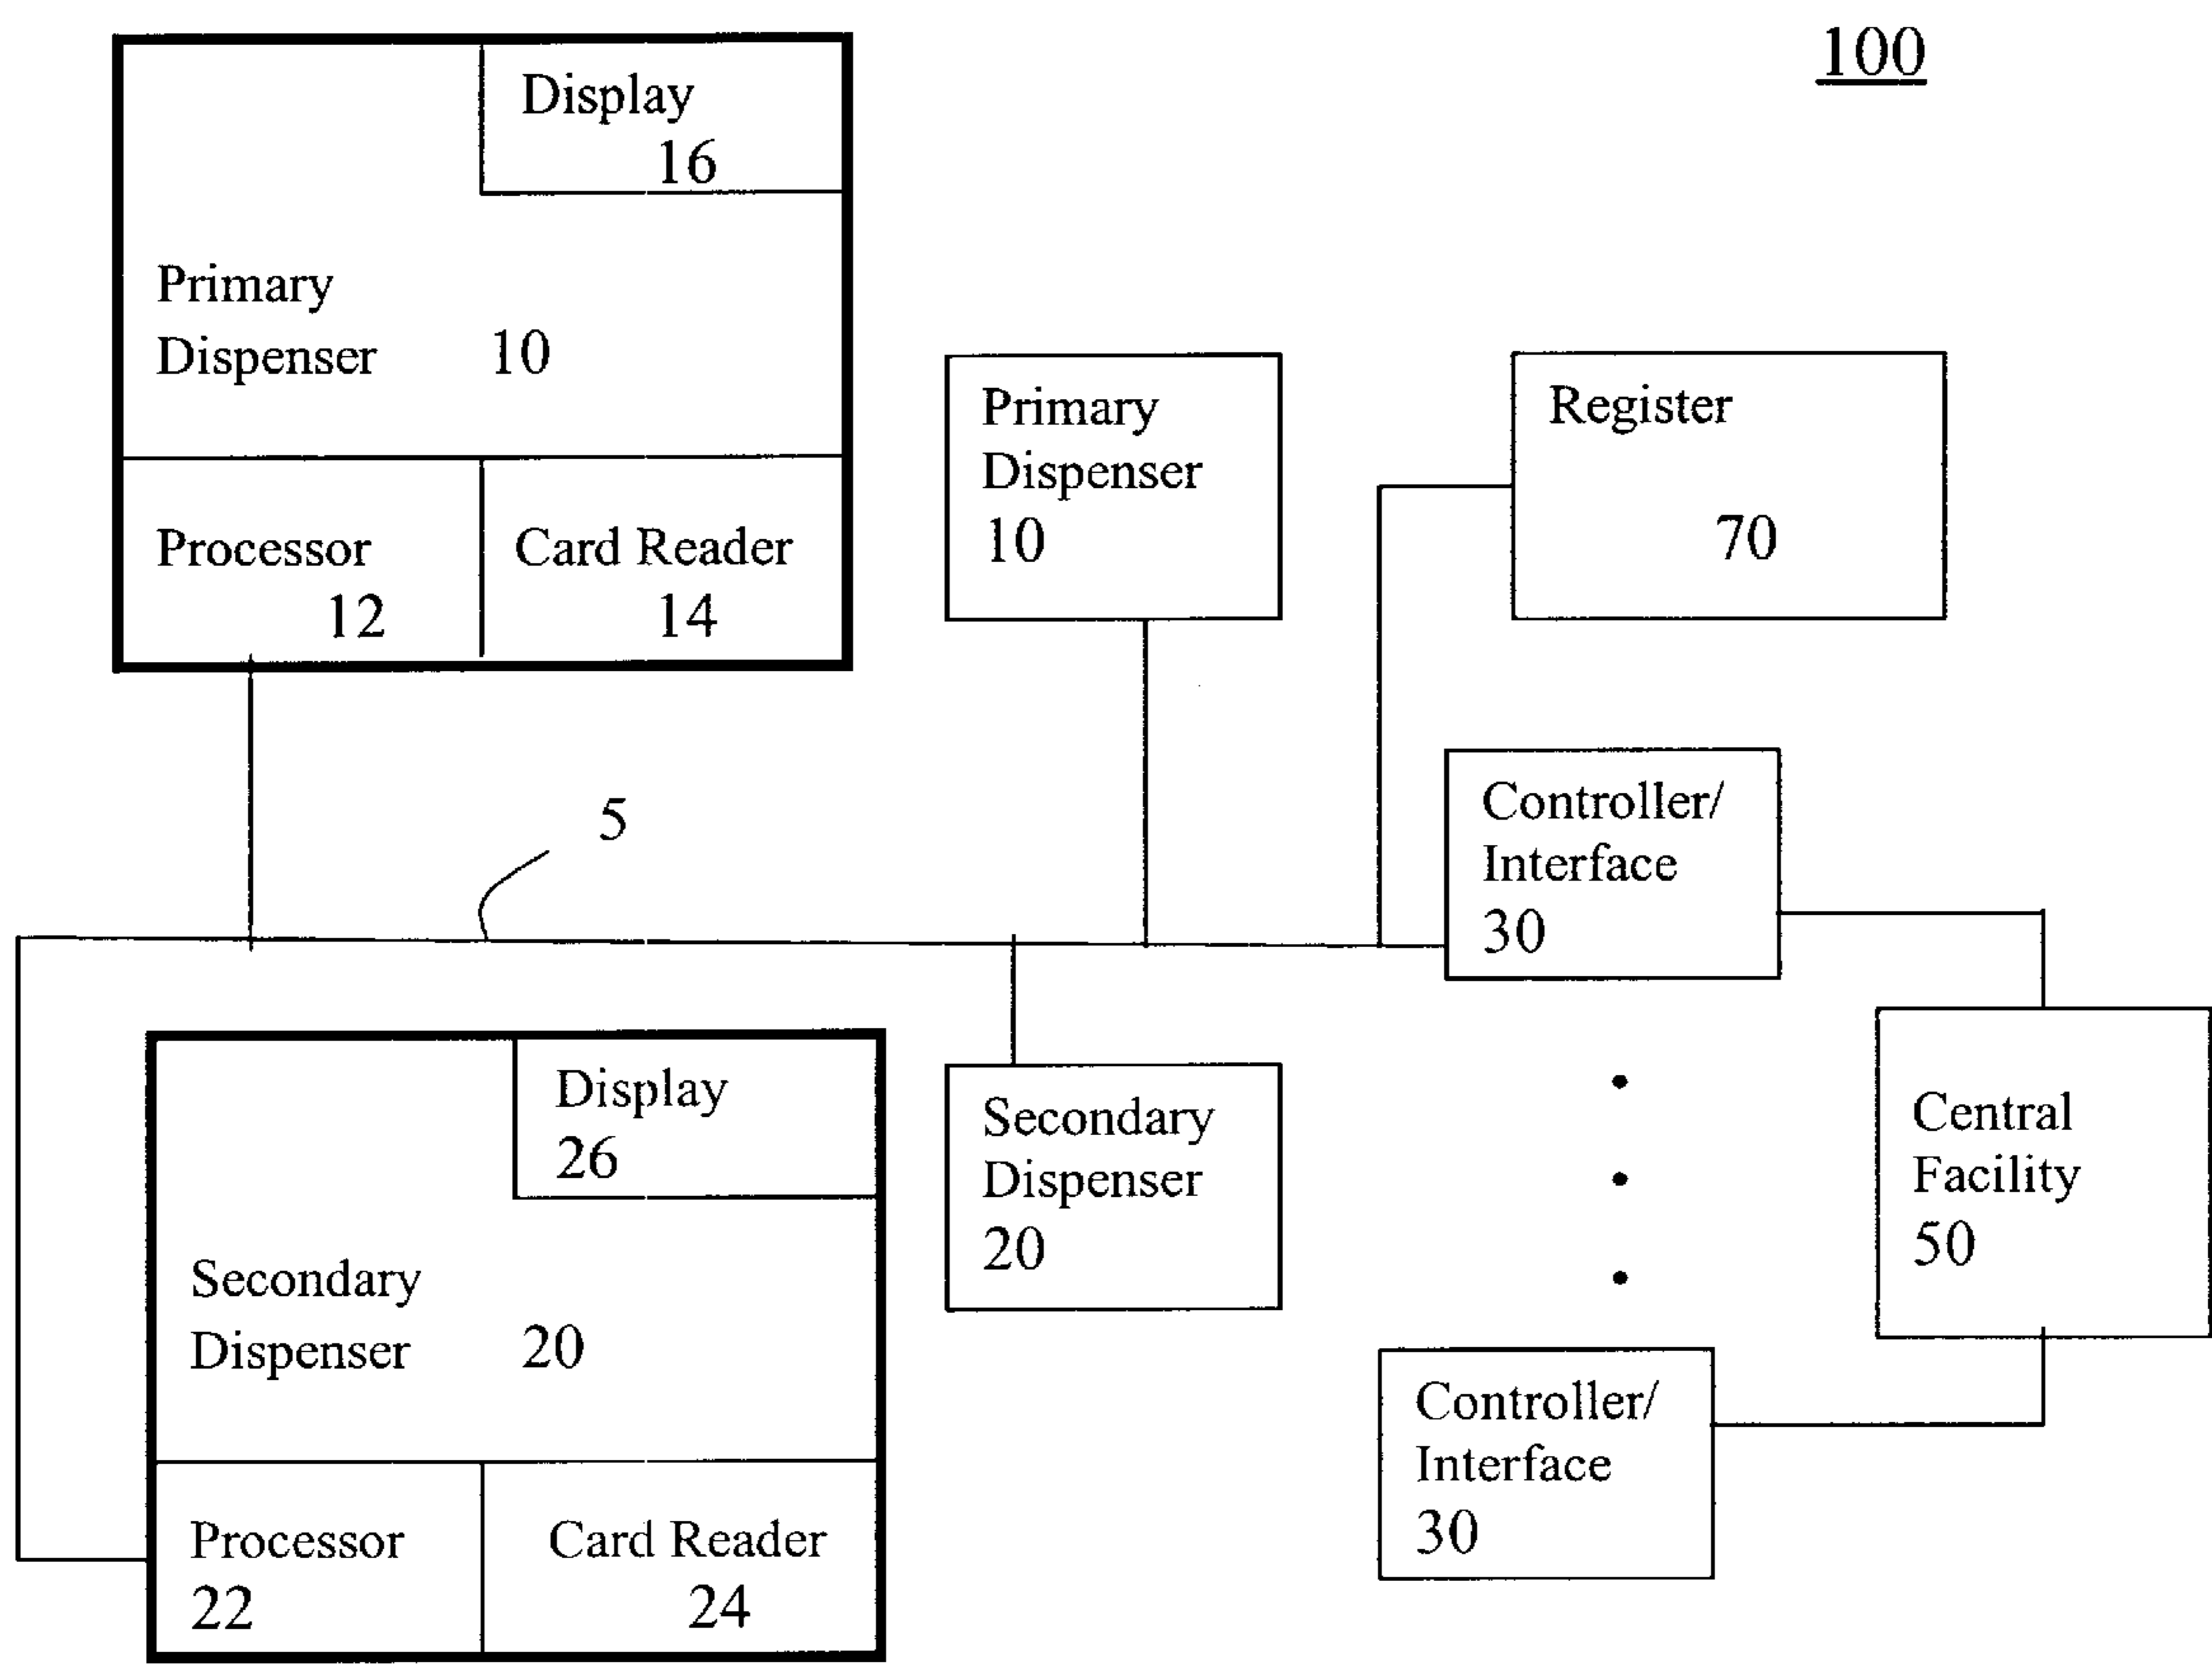 100
Display
16
Primary
Dispenser 10
Processor
12
Card Reader
14
Primary
Dispenser
10
Register
70
5
Controller/
Interface
30
Display
26
Secondary
Dispenser 20
Processor
22
Card Reader
24
Secondary
Dispenser
20
Central
Facility
50
Controller/
Interface
30